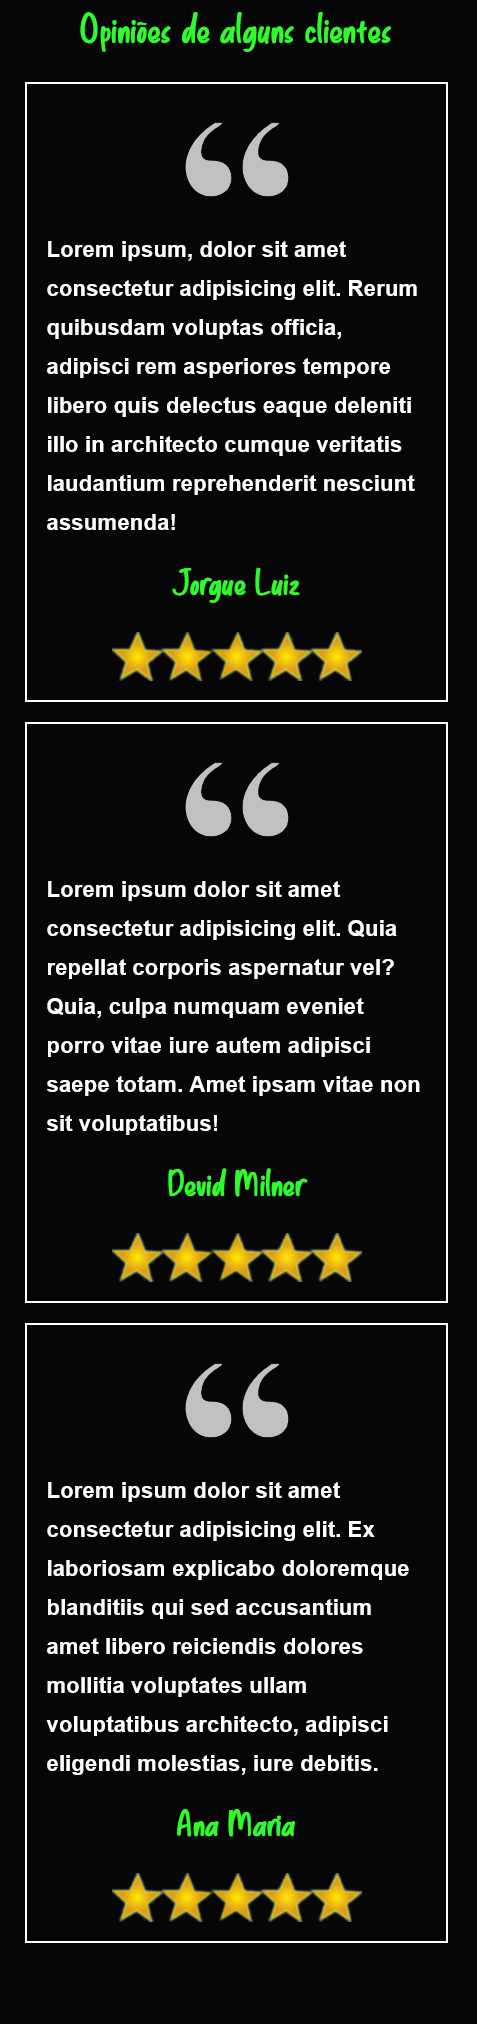 Opiniões de alguns clientes
Lorem ipsum, dolor sit amet
consectetur adipisicing elit. Rerum
quibusdam voluptas officia,
adipisci rem asperiores tempore
libero quis delectus eaque deleniti
illo in architecto cumque veritatis
laudantium reprehenderit nesciunt
assumenda!
Jorgue Luiz
Lorem ipsum dolor sit amet
consectetur adipisicing elit. Quia
repellat corporis aspernatur vel?
Quia, culpa numquam eveniet
porro vitae iure autem adipisci
saepe totam. Amet ipsam vitae non
sit voluptatibus!
Devid Milner
Lorem ipsum dolor sit amet
consectetur adipisicing elit. Ex
laboriosam explicabo doloremque
blanditiis qui sed accusantium
amet libero reiciendis dolores
mollitia voluptates ullam
voluptatibus architecto, adipisci
eligendi molestias, iure debitis.
Ana Maria